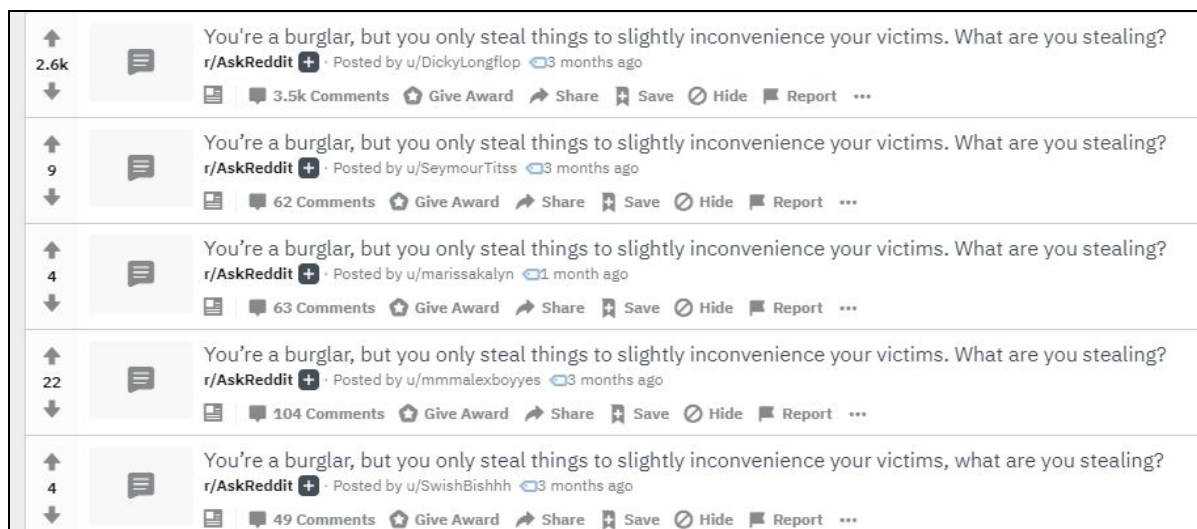 You're a burglar, but you only steal things to slightly inconvenience your victims. What are you stealing?
2.6k
r/AskReddit + · Posted by u/DickyLongflop 3 months ago
3.5k Comments Give Award Share Save Hide Report ...
You’re a burglar, but you only steal things to slightly inconvenience your victims. What are you stealing?
9
r/AskReddit + · Posted by u/SeymourTitss 3 months ago
62 Comments Give Award Share Save Hide Report ...
You’re a burglar, but you only steal things to slightly inconvenience your victims. What are you stealing?
4
r/AskReddit + · Posted by u/marissakalyn 1 month ago
63 Comments Give Award Share Save Hide Report ...
You’re a burglar, but you only steal things to slightly inconvenience your victims. What are you stealing?
22
r/AskReddit + · Posted by u/mmmalexboyyes 3 months ago
104 Comments Give Award Share Save Hide Report ...
You’re a burglar, but you only steal things to slightly inconvenience your victims, what are you stealing?
4
r/AskReddit + · Posted by u/SwishBishhh 3 months ago
49 Comments Give Award Share Save Hide Report ...